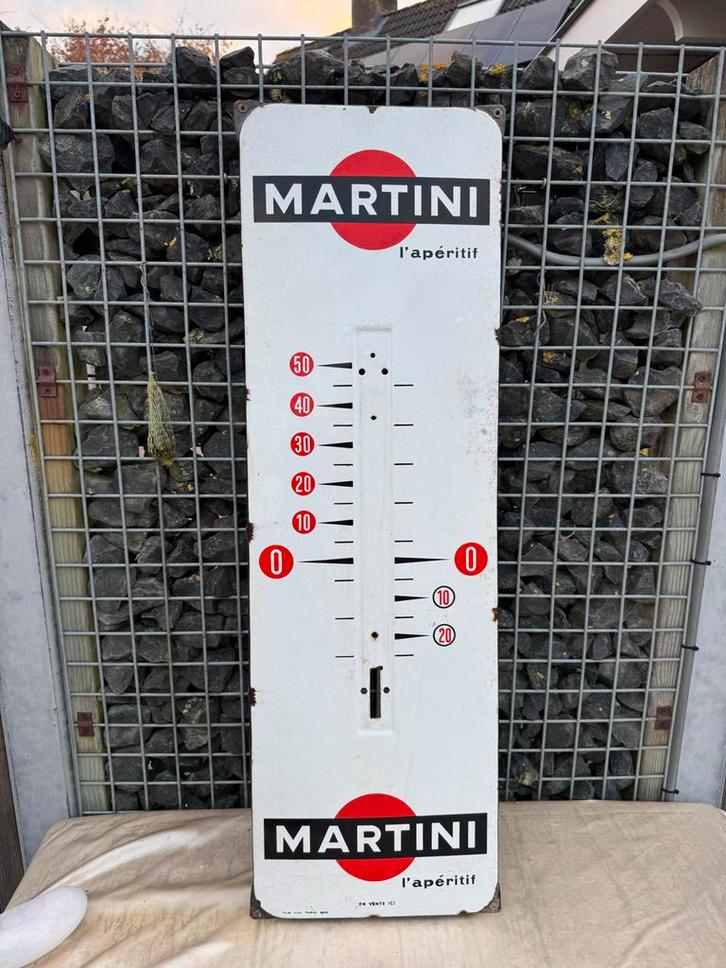 MARTINI
l'apéritif
50
40
30
20
10
0 0
10
20
MARTINI
l'apéritif
EN VENTE ICI